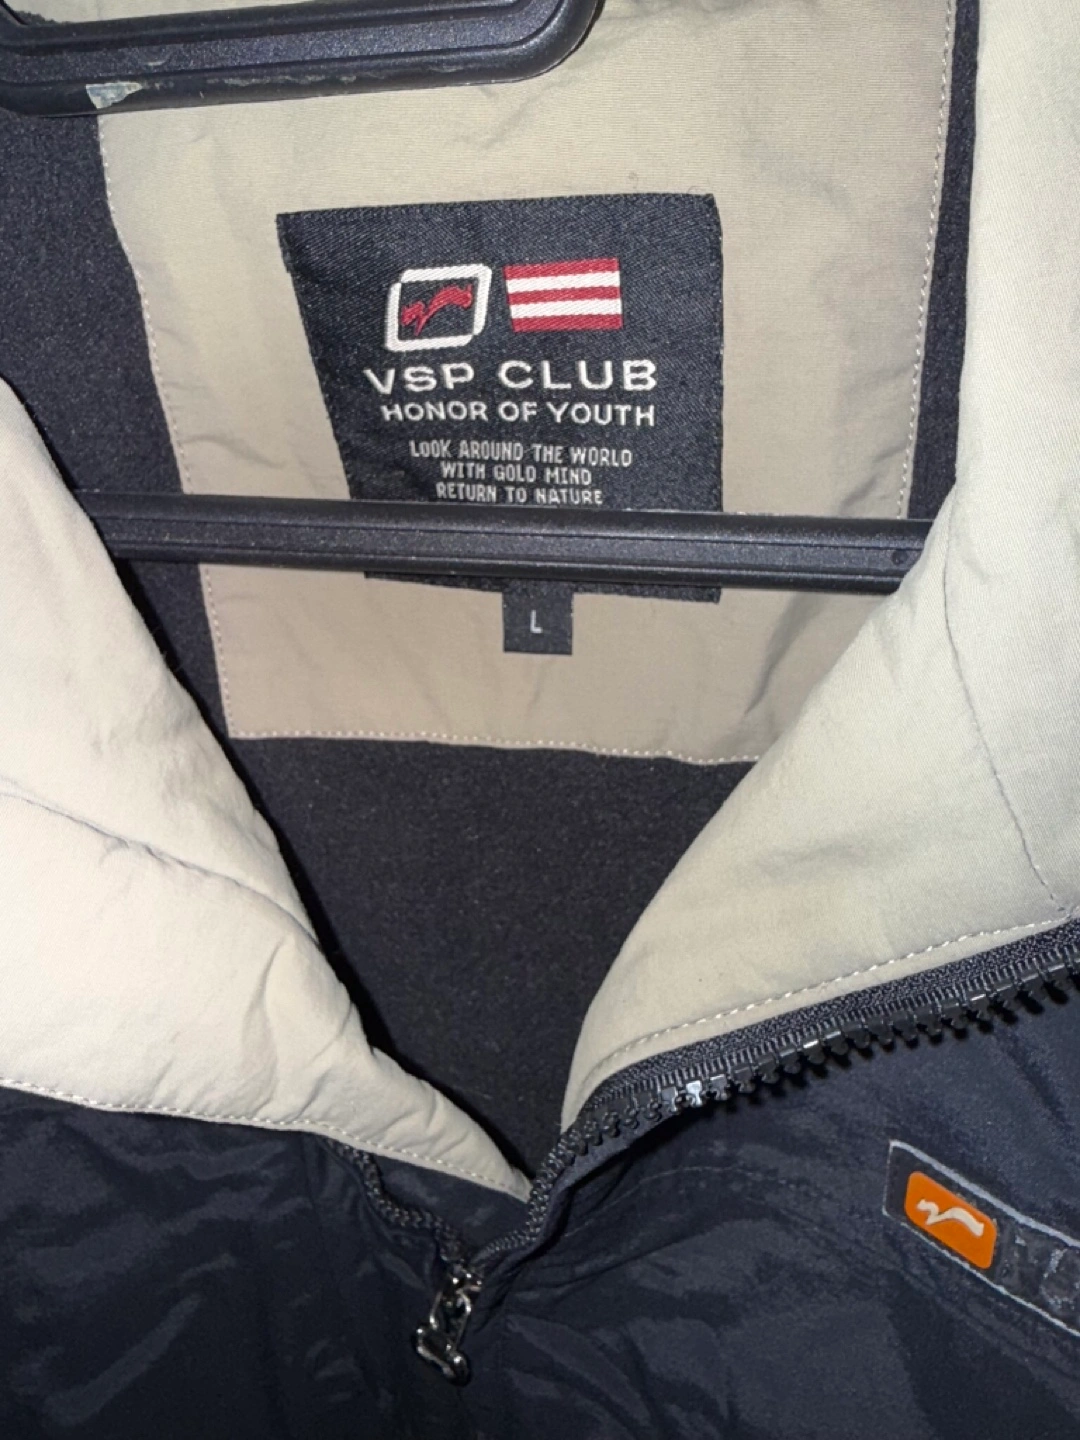 VSP CLUB
HONOR OF YOUTH
LOOK AROUND THE WORLD
WITH GOLD MIND
RETURN TO NATURE
L